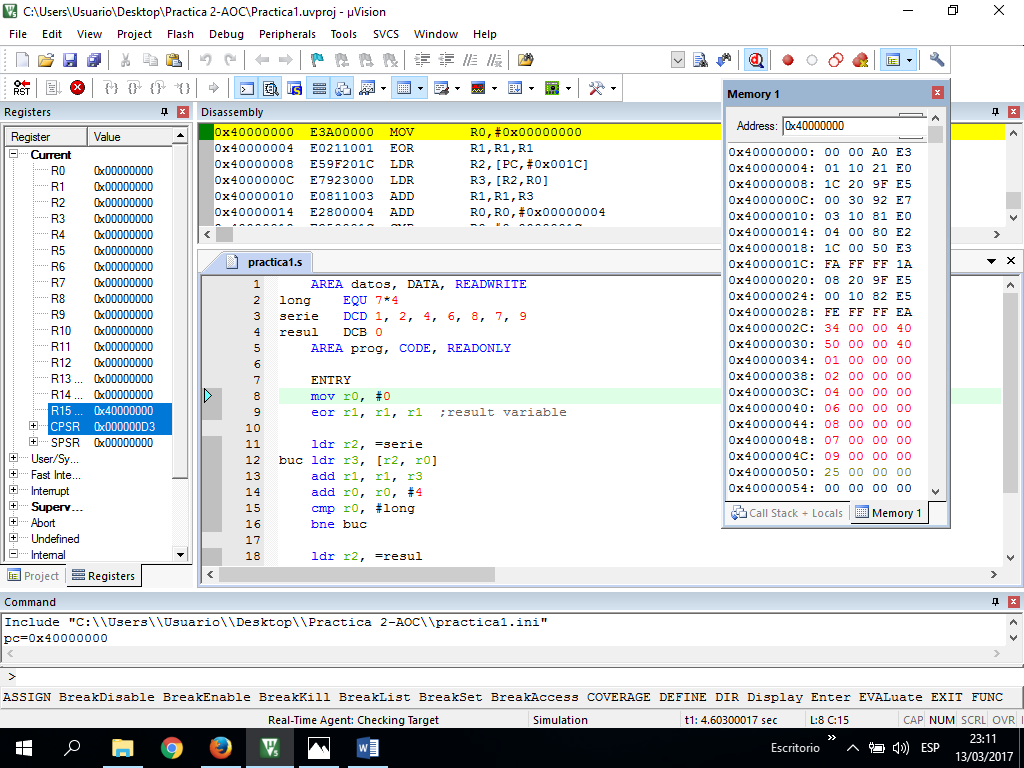 C:\Users\Usuario\Desktop\Practica 2-AOC\Practica1.uvproj - µVision
File Edit View Project Flash Debug Peripherals Tools SVCS Window Help
Registers
Register Value
Current
R0 0x00000000
R1 0x00000000
R2 0x00000000
R3 0x00000000
R4 0x00000000
R5 0x00000000
R6 0x00000000
R7 0x00000000
R8 0x00000000
R9 0x00000000
R10 0x00000000
R11 0x00000000
R12 0x00000000
R13 ... 0x00000000
R14 ... 0x00000000
R15 ... 0x40000000
CPSR 0x000000D3
SPSR 0x00000000
User/Sy...
Fast Inte...
Interrupt
Superv...
Abort
Undefined
Internal
Project Registers
Disassembly
0x40000000 E3A00000 MOV R0,#0x00000000
0x40000004 E0211001 EOR R1,R1,R1
0x40000008 E59F201C LDR R2,[PC,#0x001C]
0x4000000C E7923000 LDR R3,[R2,R0]
0x40000010 E0811003 ADD R1,R1,R3
0x40000014 E2800004 ADD R0,R0,#0x00000004
practica1.s
1 AREA datos, DATA, READWRITE
2 long EQU 7*4
3 serie DCD 1, 2, 4, 6, 8, 7, 9
4 resul DCB 0
5 AREA prog, CODE, READONLY
6
7 ENTRY
8 mov r0, #0
9 eor r1, r1, r1 ;result variable
10
11 ldr r2, =serie
12 buc ldr r3, [r2, r0]
13 add r1, r1, r3
14 add r0, r0, #4
15 cmp r0, #long
16 bne buc
17
18 ldr r2, =resul
Memory 1
Address: 0x40000000
0x40000000: 00 00 A0 E3
0x40000004: 01 10 21 E0
0x40000008: 1C 20 9F E5
0x4000000C: 00 30 92 E7
0x40000010: 03 10 81 E0
0x40000014: 04 00 80 E2
0x40000018: 1C 00 50 E3
0x4000001C: FA FF FF 1A
0x40000020: 08 20 9F E5
0x40000024: 00 10 82 E5
0x40000028: FE FF FF EA
0x4000002C: 34 00 00 40
0x40000030: 50 00 00 40
0x40000034: 01 00 00 00
0x40000038: 02 00 00 00
0x4000003C: 04 00 00 00
0x40000040: 06 00 00 00
0x40000044: 08 00 00 00
0x40000048: 07 00 00 00
0x4000004C: 09 00 00 00
0x40000050: 25 00 00 00
0x40000054: 00 00 00 00
Call Stack + Locals Memory 1
Command
Include "C:\\Users\\Usuario\\Desktop\\Practica 2-AOC\\practica1.ini"
pc=0x40000000
>
ASSIGN BreakDisable BreakEnable BreakKill BreakList BreakSet BreakAccess COVERAGE DEFINE DIR Display Enter EVALuate EXIT FUNC
Real-Time Agent: Checking Target Simulation t1: 4.60300017 sec L:8 C:15 CAP NUM SCRL OVR
Escritorio ESP
23:11
13/03/2017